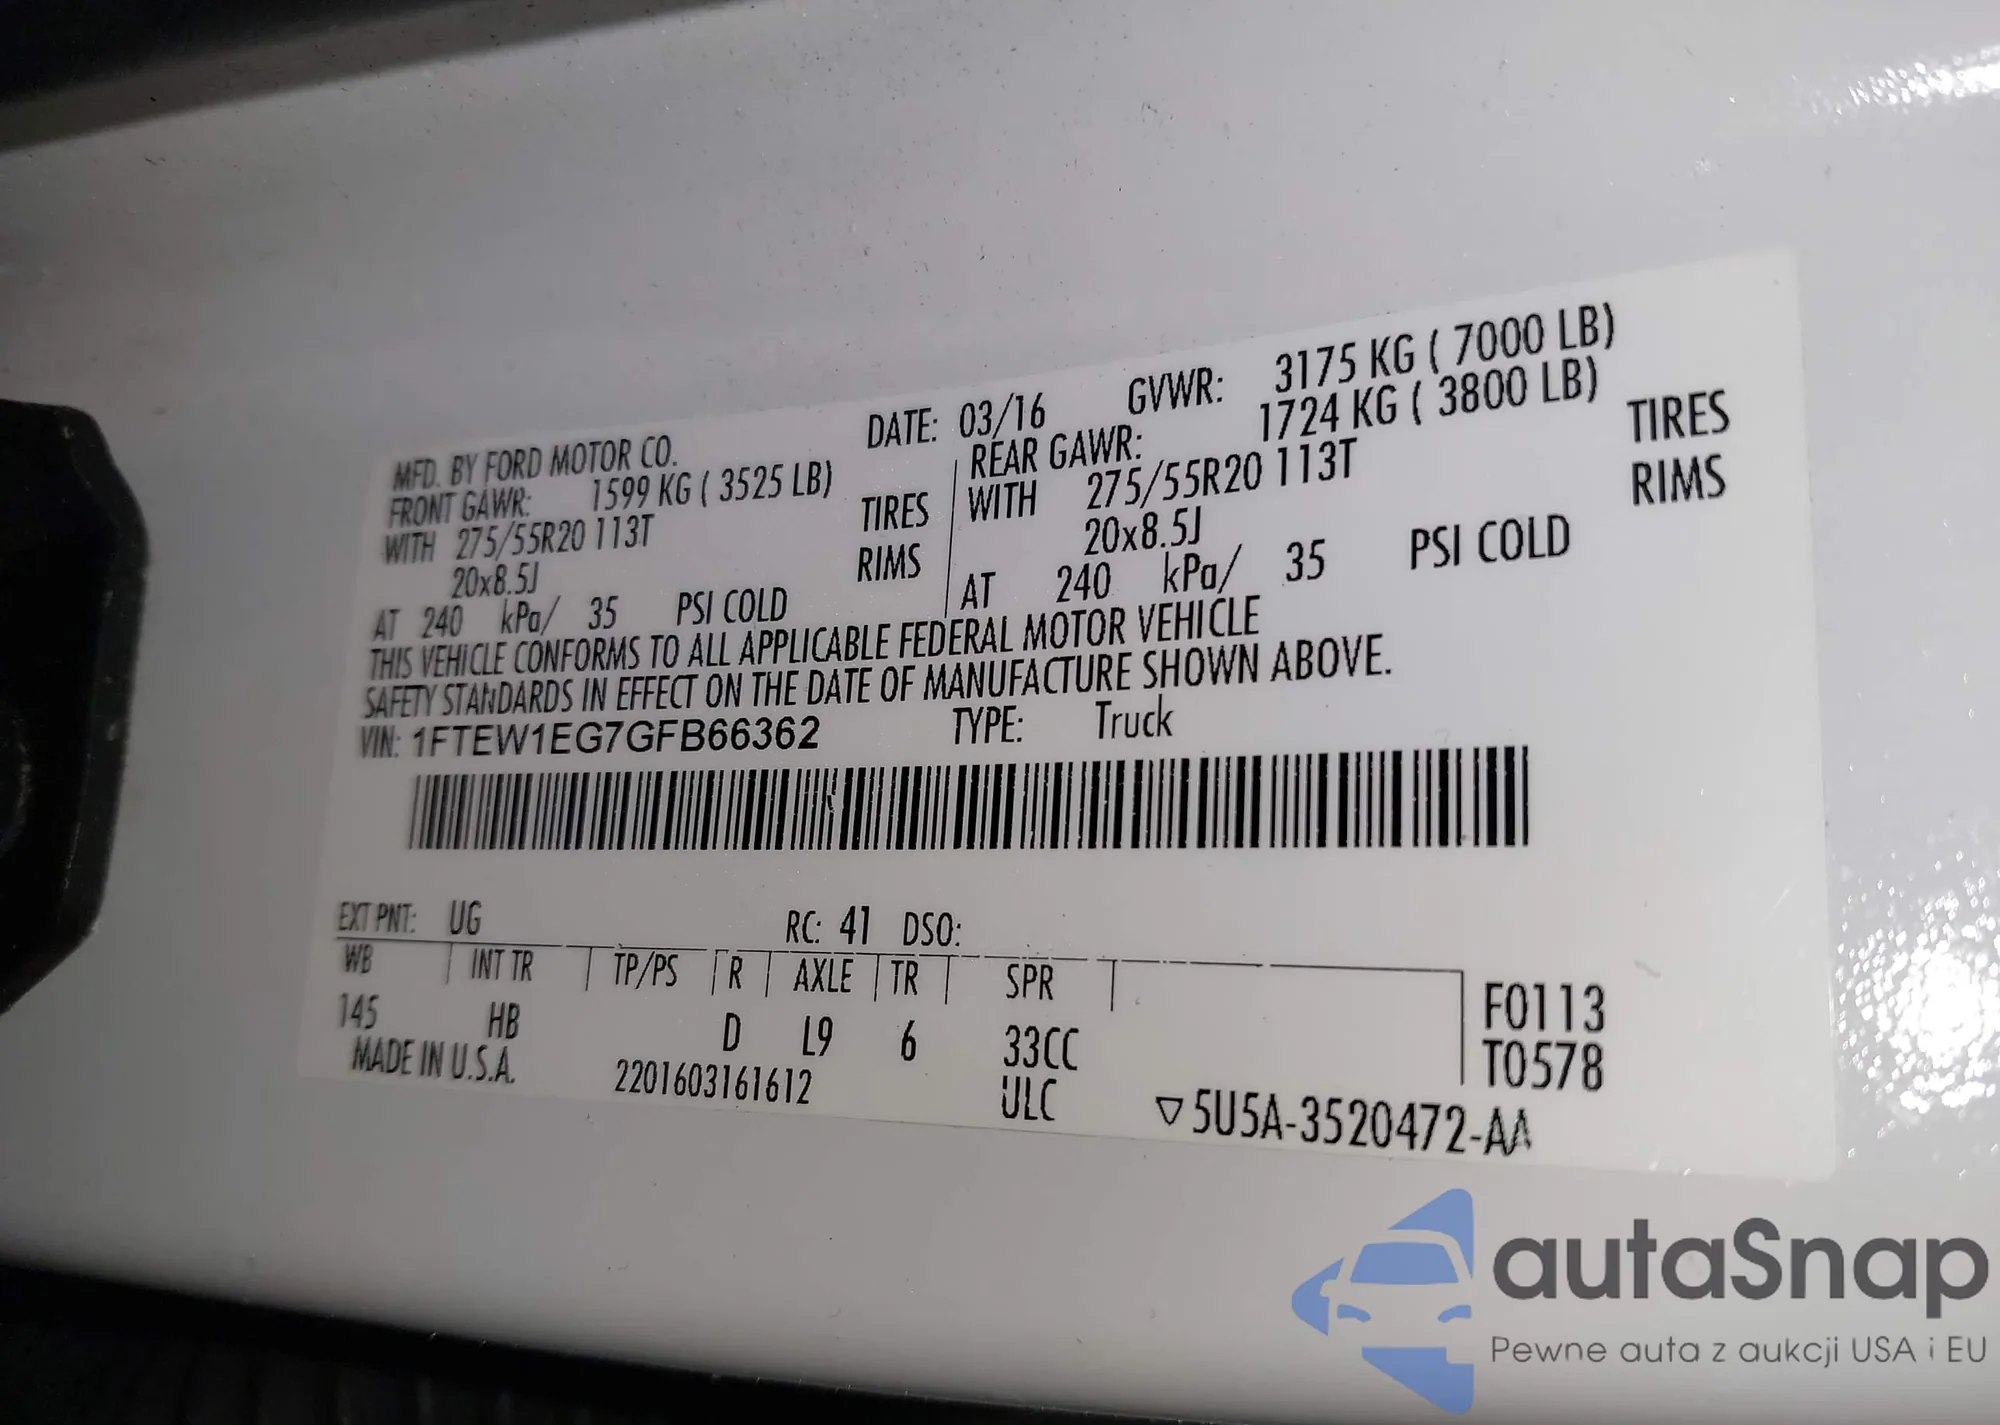 MFD. BY FORD MOTOR CO. DATE: 03/16 GVWR: 3175 KG ( 7000 LB)
FRONT GAWR: 1599 KG ( 3525 LB) REAR GAWR: 1724 KG ( 3800 LB)
WITH 275/55R20 113T TIRES WITH 275/55R20 113T TIRES
20x8.5J RIMS 20x8.5J RIMS
AT 240 kPa/ 35 PSI COLD AT 240 kPa/ 35 PSI COLD
THIS VEHICLE CONFORMS TO ALL APPLICABLE FEDERAL MOTOR VEHICLE
SAFETY STANDARDS IN EFFECT ON THE DATE OF MANUFACTURE SHOWN ABOVE.
VIN: 1FTEW1EG7GFB66362 TYPE: Truck
EXT PNT: UG RC: 41 DSO:
WB INT TR TP/PS R AXLE TR SPR
145 HB D L9 6 33CC F0113
MADE IN U.S.A. 2201603161612 ULC T0578
▽5U5A-3520472-AA
autaSnap
Pewne auta z aukcji USA i EU